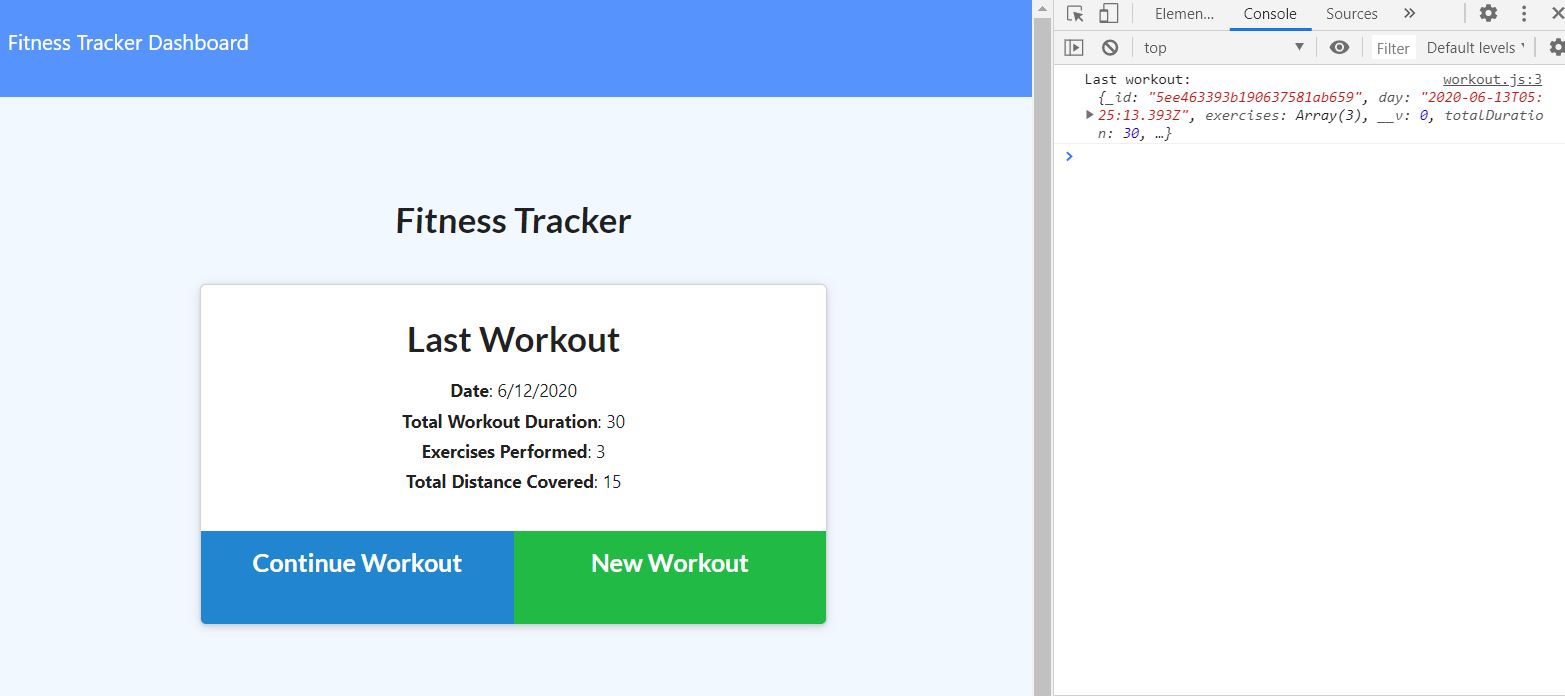 Fitness Tracker Dashboard
Fitness Tracker
Last Workout
Date: 6/12/2020
Total Workout Duration: 30
Exercises Performed: 3
Total Distance Covered: 15
Continue Workout New Workout
Elemen... Console Sources »
top ▼ Filter Default levels
Last workout: workout.js:3
{_id: "5ee463393b190637581ab659", day: "2020-06-13T05:
25:13.393Z", exercises: Array(3), __v: 0, totalDuratio
n: 30, …}